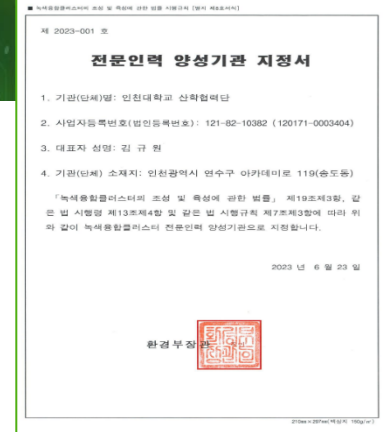 ■ 녹색융합클러스터의 조성 및 육성에 관한 법률 시행규칙 [별지 제8호서식]
제 2023-001 호
전문인력 양성기관 지정서
1. 기관(단체)명: 인천대학교 산학협력단
2. 사업자등록번호(법인등록번호): 121-82-10382 (120171-0003404)
3. 대표자 성명: 김 규 원
4. 기관(단체) 소재지: 인천광역시 연수구 아카데미로 119(송도동)
「녹색융합클러스터의 조성 및 육성에 관한 법률」 제19조제3항, 같
은 법 시행령 제13조제4항 및 같은 법 시행규칙 제7조제3항에 따라 위
와 같이 녹색융합클러스터 전문인력 양성기관으로 지정합니다.
2023 년 6 월 23 일
환경부장관
210㎜×297㎜[백상지 150g/㎡]